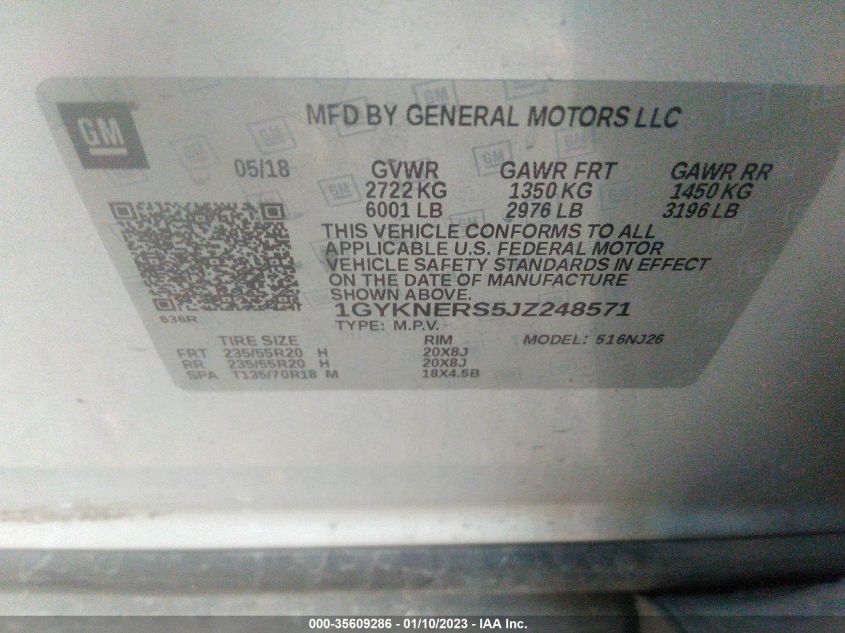 GM
MFD BY GENERAL MOTORS LLC
05/18 GVWR GAWR FRT GAWR RR
2722 KG 1350 KG 1450 KG
6001 LB 2976 LB 3196 LB
THIS VEHICLE CONFORMS TO ALL
APPLICABLE U.S. FEDERAL MOTOR
VEHICLE SAFETY STANDARDS IN EFFECT
ON THE DATE OF MANUFACTURE
SHOWN ABOVE.
1GYKNERS5JZ248571
636R
TYPE: M.P.V.
TIRE SIZE RIM MODEL: 516NJ26
FRT 235/55R20 H 20X8J
RR 235/55R20 H 20X8J
SPA T135/70R18 M 18X4.5B
000-35609286 - 01/10/2023 - IAA Inc.